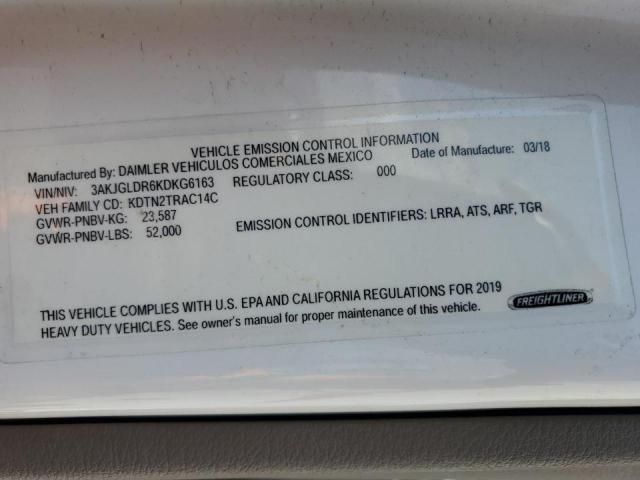 VEHICLE EMISSION CONTROL INFORMATION
Manufactured By: DAIMLER VEHICULOS COMERCIALES MEXICO Date of Manufacture: 03/18
VIN/NIV: 3AKJGLDR6KDKG6163 REGULATORY CLASS: 000
VEH FAMILY CD: KDTN2TRAC14C
GVWR-PNBV-KG: 23,587
GVWR-PNBV-LBS: 52,000 EMISSION CONTROL IDENTIFIERS: LRRA, ATS, ARF, TGR
THIS VEHICLE COMPLIES WITH U.S. EPA AND CALIFORNIA REGULATIONS FOR 2019
HEAVY DUTY VEHICLES. See owner's manual for proper maintenance of this vehicle.
FREIGHTLINER